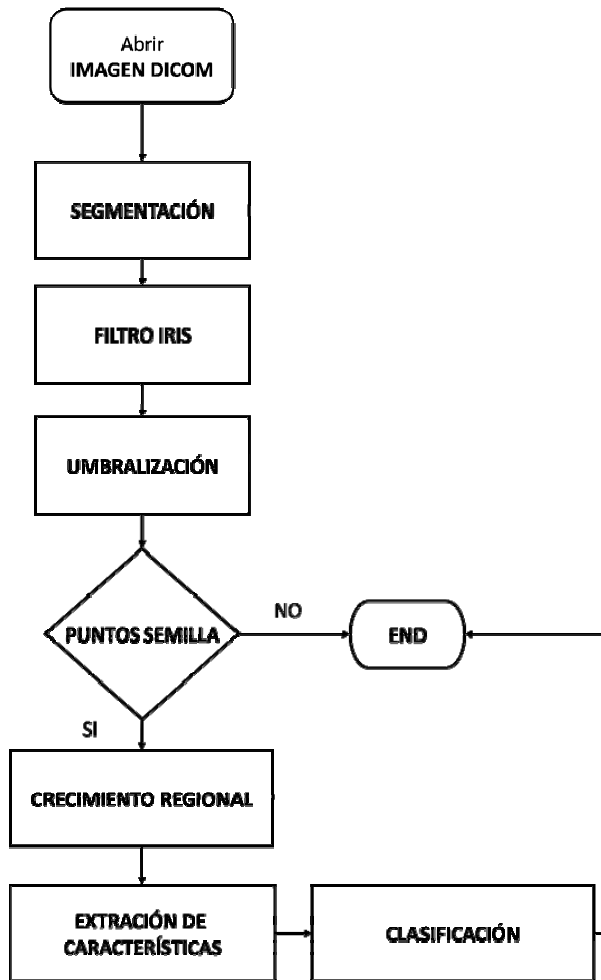 Abrir
IMAGEN DICOM
SEGMENTACIÓN
FILTRO IRIS
UMBRALIZACIÓN
PUNTOS SEMILLA
NO
END
SI
CRECIMIENTO REGIONAL
EXTRACIÓN DE
CARACTERÍSTICAS
CLASIFICACIÓN